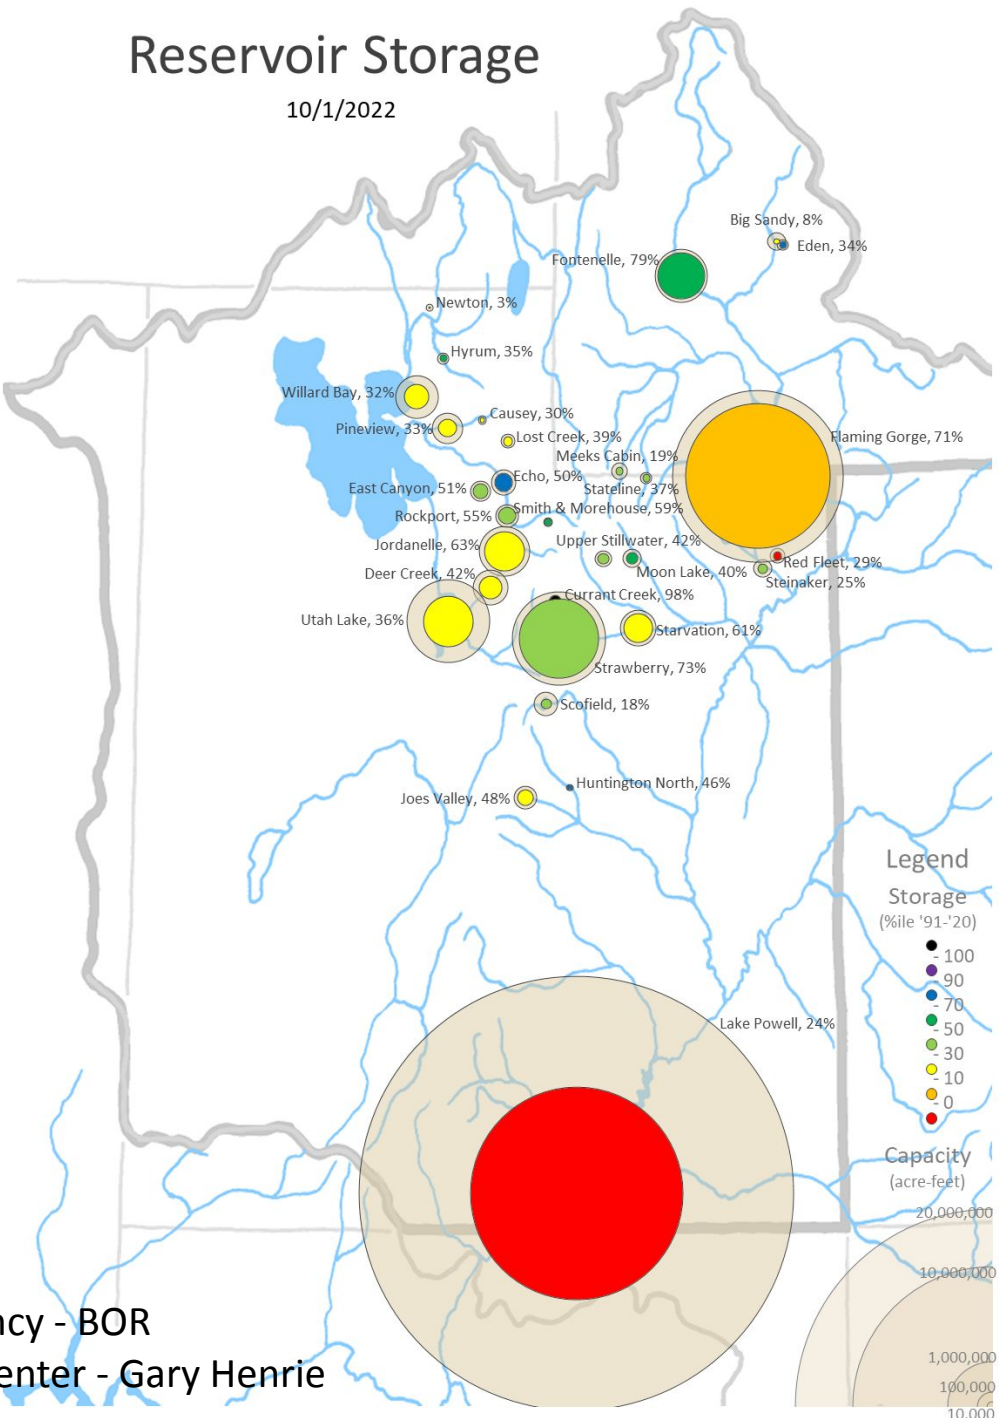 Reservoir Storage
10/1/2022
Big Sandy, 8%
Eden, 34%
Fontenelle, 79%
Newton, 3%
Hyrum, 35%
Willard Bay, 32%
Causey, 30%
Pineview, 33%
Lost Creek, 39%
Flaming Gorge, 71%
Meeks Cabin, 19%
Echo, 50%
Stateline, 37%
East Canyon, 51%
Smith & Morehouse, 59%
Rockport, 55%
Upper Stillwater, 42%
Jordanelle, 63%
Red Fleet, 29%
Moon Lake, 40%
Deer Creek, 42%
Steinaker, 25%
Currant Creek, 98%
Utah Lake, 36%
Starvation, 61%
Strawberry, 73%
Scofield, 18%
Huntington North, 46%
Joes Valley, 48%
Legend
Storage
(%ile '91-'20)
- 100
- 90
- 70
- 50
- 30
- 10
- 0
Lake Powell, 24%
Capacity
(acre-feet)
20,000,000
10,000,000
1,000,000
100,000
10,000
ncy - BOR
enter - Gary Henrie